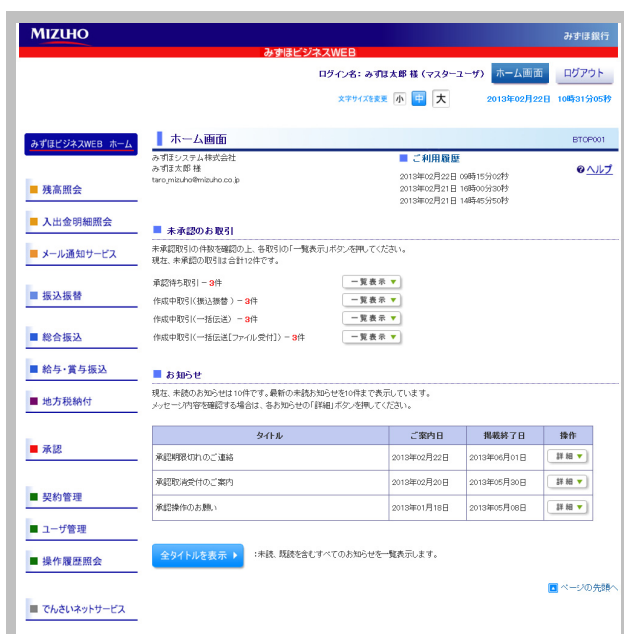 MIZUHO
みずほ銀行
みずほビジネスWEB
ログイン名：みずほ太郎 様（マスターユーザ） ホーム画面 ログアウト
文字サイズを変更 小 中 大 2013年02月22日 10時31分05秒
みずほビジネスWEB ホーム
残高照会
入出金明細照会
メール通知サービス
振込振替
総合振込
給与・賞与振込
地方税納付
承認
契約管理
ユーザ管理
操作履歴照会
でんさいネットサービス
ホーム画面 BTOP001
みずほシステム株式会社
みずほ太郎 様
taro_mizuho@mizuho.co.jp
ご利用履歴
2013年02月22日 09時15分02秒
2013年02月21日 16時00分30秒
2013年02月21日 14時45分50秒
ヘルプ
未承認のお取引
未承認取引の件数を確認の上、各取引の「一覧表示」ボタンを押してください。
現在、未承認の取引は合計12件です。
承認待ち取引 － 3件 一覧表示
作成中取引（振込振替） － 3件 一覧表示
作成中取引（一括伝送） － 3件 一覧表示
作成中取引（一括伝送[ファイル受付]） － 3件 一覧表示
お知らせ
現在、未読のお知らせは10件です。最新の未読お知らせを10件まで表示しています。
メッセージ内容を確認する場合は、各お知らせの「詳細」ボタンを押してください。
タイトル ご案内日 掲載終了日 操作
承認期限切れのご連絡 2013年02月22日 2013年06月01日 詳細
承認取消受付のご案内 2013年02月20日 2013年05月30日 詳細
承認操作のお願い 2013年01月18日 2013年05月08日 詳細
全タイトルを表示 ：未読、既読を含むすべてのお知らせを一覧表示します。
ページの先頭へ